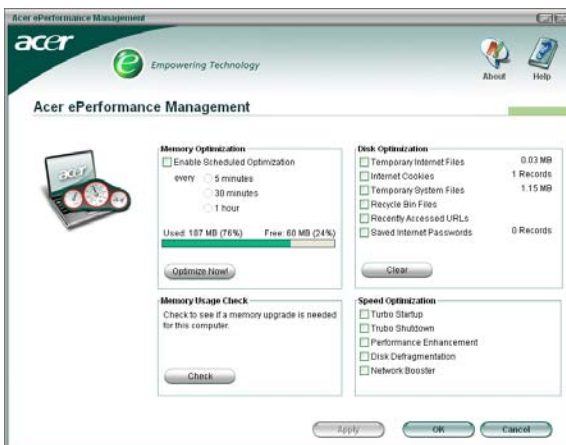 Acer ePerformance Management
acer
e Empowering Technology
About
Help
Acer ePerformance Management
Memory Optimization
Enable Scheduled Optimization
every
5 minutes
30 minutes
1 hour
Used: 187 MB (76%) Free: 60 MB (24%)
Optimize Now!
Disk Optimization
Temporary Internet Files 0.03 MB
Internet Cookies 1 Records
Temporary System Files 1.15 MB
Recycle Bin Files
Recently Accessed URLs
Saved Internet Passwords 0 Records
Clear
Memory Usage Check
Check to see if a memory upgrade is needed
for this computer.
Check
Speed Optimization
Turbo Startup
Trubo Shutdown
Performance Enhancement
Disk Defragmentation
Network Booster
Apply
OK
Cancel